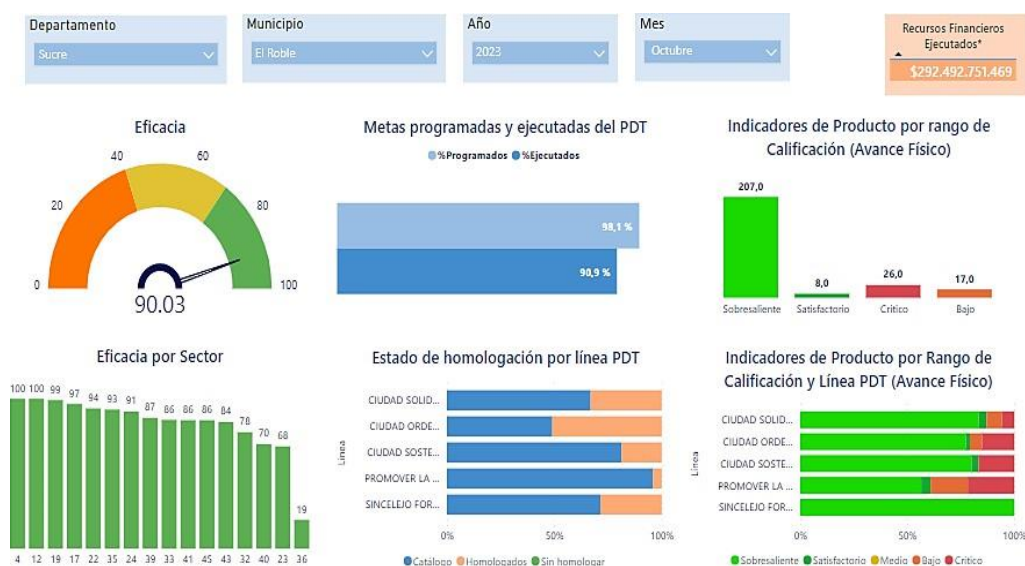 Departamento
Sucre
Municipio
El Roble
Año
2023
Mes
Octubre
Recursos Financieros
Ejecutados*
$292.492.751.469
Eficacia
0
20
40
60
80
100
90.03
Metas programadas y ejecutadas del PDT
%Programados %Ejecutados
98,1 %
90,9 %
Indicadores de Producto por rango de
Calificación (Avance Físico)
207,0
8,0
26,0
17,0
Sobresaliente Satisfactorio Critico Bajo
Eficacia por Sector
100 100 99 97 94 93 91 87 86 86 86 84 78 70 68 19
4 12 19 17 22 35 24 39 33 41 45 43 32 40 23 36
Estado de homologación por línea PDT
Línea
CIUDAD SOLID...
CIUDAD ORDE...
CIUDAD SOSTE...
PROMOVER LA ...
SINCELEJO FOR...
0% 50% 100%
Catálogo Homologados Sin homologar
Indicadores de Producto por Rango de
Calificación y Línea PDT (Avance Físico)
Línea
CIUDAD SOLID...
CIUDAD ORDE...
CIUDAD SOSTE...
PROMOVER LA ...
SINCELEJO FOR...
0% 50% 100%
Sobresaliente Satisfactorio Medio Bajo Critico